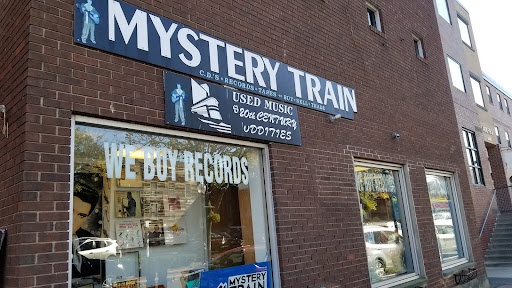 MYSTERY TRAIN
C.D.'S • RECORDS • TAPES • BUY • SELL • TRADE
USED MUSIC
& 20th CENTURY
ODDITIES
WE BUY RECORDS
MYSTERY
TRAIN